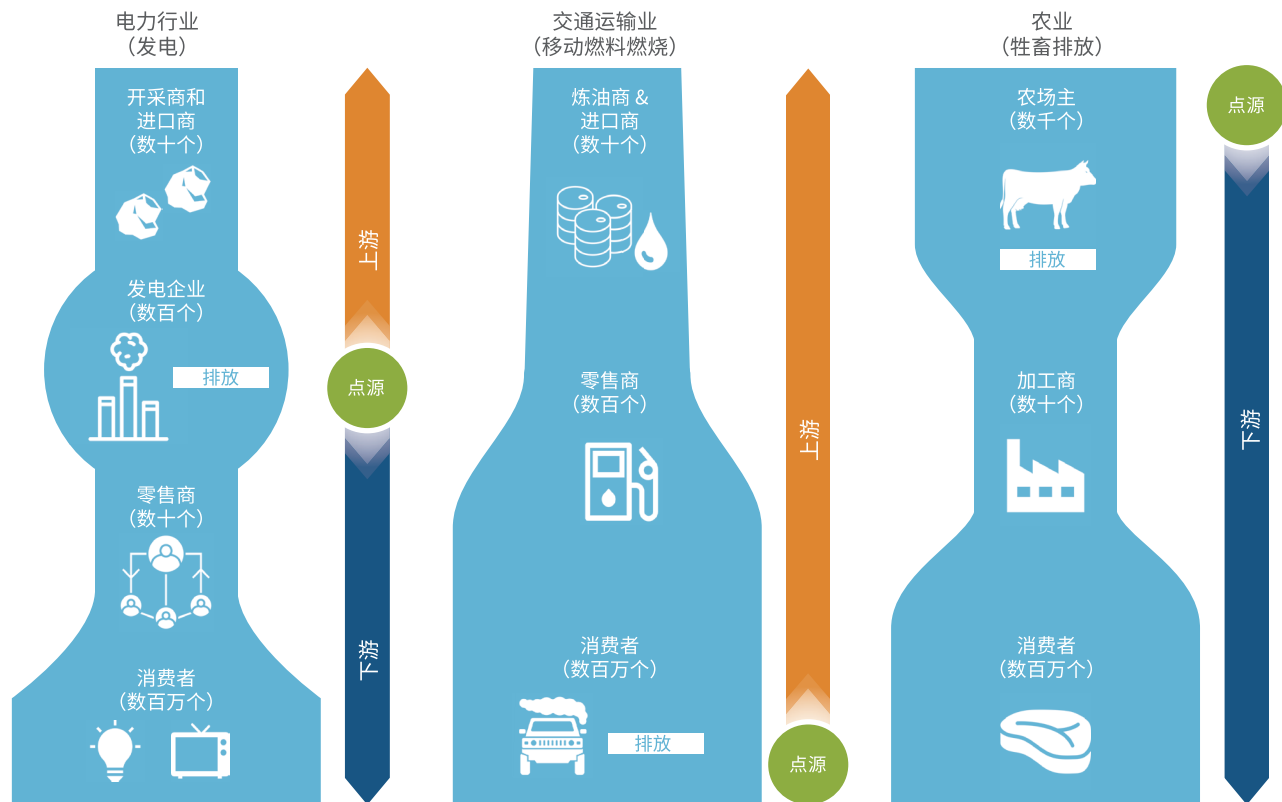 电力行业
（发电）
开采商和
进口商
（数十个）
发电企业
（数百个）
排放
零售商
（数十个）
消费者
（数百万个）
上游
点源
下游
交通运输业
（移动燃料燃烧）
炼油商 &
进口商
（数十个）
零售商
（数百个）
消费者
（数百万个）
排放
上游
点源
农业
（牲畜排放）
农场主
（数千个）
排放
加工商
（数十个）
消费者
（数百万个）
点源
下游